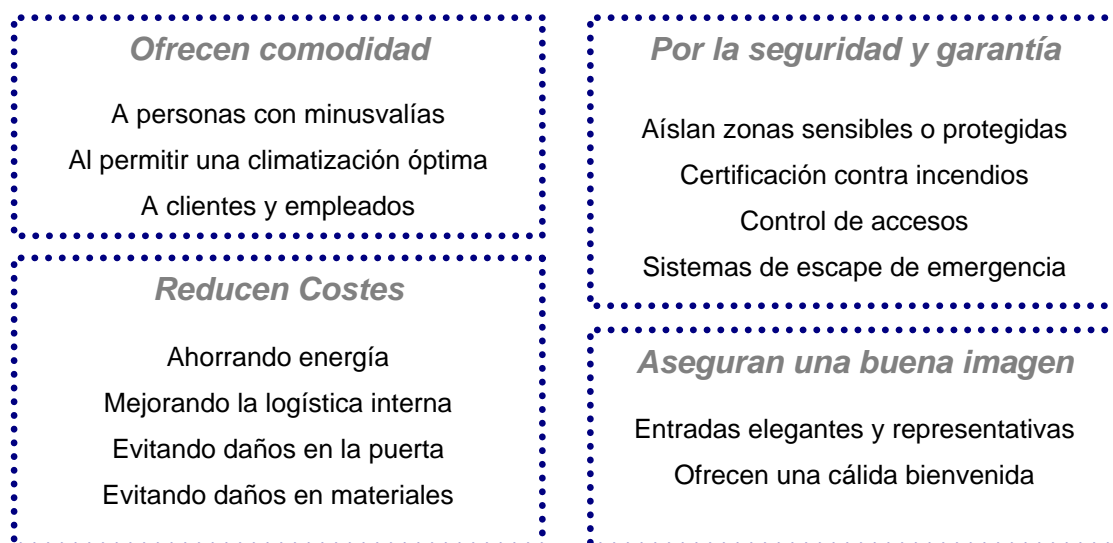 Ofrecen comodidad
A personas con minusvalías
Al permitir una climatización óptima
A clientes y empleados
Reducen Costes
Ahorrando energía
Mejorando la logística interna
Evitando daños en la puerta
Evitando daños en materiales
Por la seguridad y garantía
Aíslan zonas sensibles o protegidas
Certificación contra incendios
Control de accesos
Sistemas de escape de emergencia
Aseguran una buena imagen
Entradas elegantes y representativas
Ofrecen una cálida bienvenida